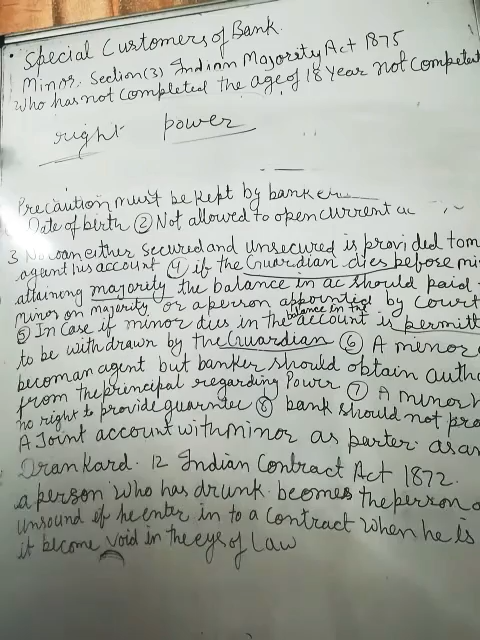 • Special Customers of Bank.
Minor: Section(3) Indian Majority Act 1875
Who has not completed the age of 18 Year not Competent
right power
Precaution must be kept by banker
Date of birth ② Not allowed to open current ac
3 No loan either secured and unsecured is provided to m
against his account ④ if the Guardian dies before mi
attaining majority the balance in ac should paid
minor on majority or a person appointed by court
balance in the
⑤ In case if minor dies in the account is permitt
to be withdrawn by the Guardian ⑥ A minor
becom an agent but banker should obtain auth
from the principal regarding Power ⑦ A minor h
no right to provide guarntee ⑧ bank should not pro
A Joint account with minor as parter. as an
Drankard. 12 Indian Contract Act 1872.
a person who has drunk becomes the person o
unsound if he enter in to a contract when he is
it become void in the eyes of law